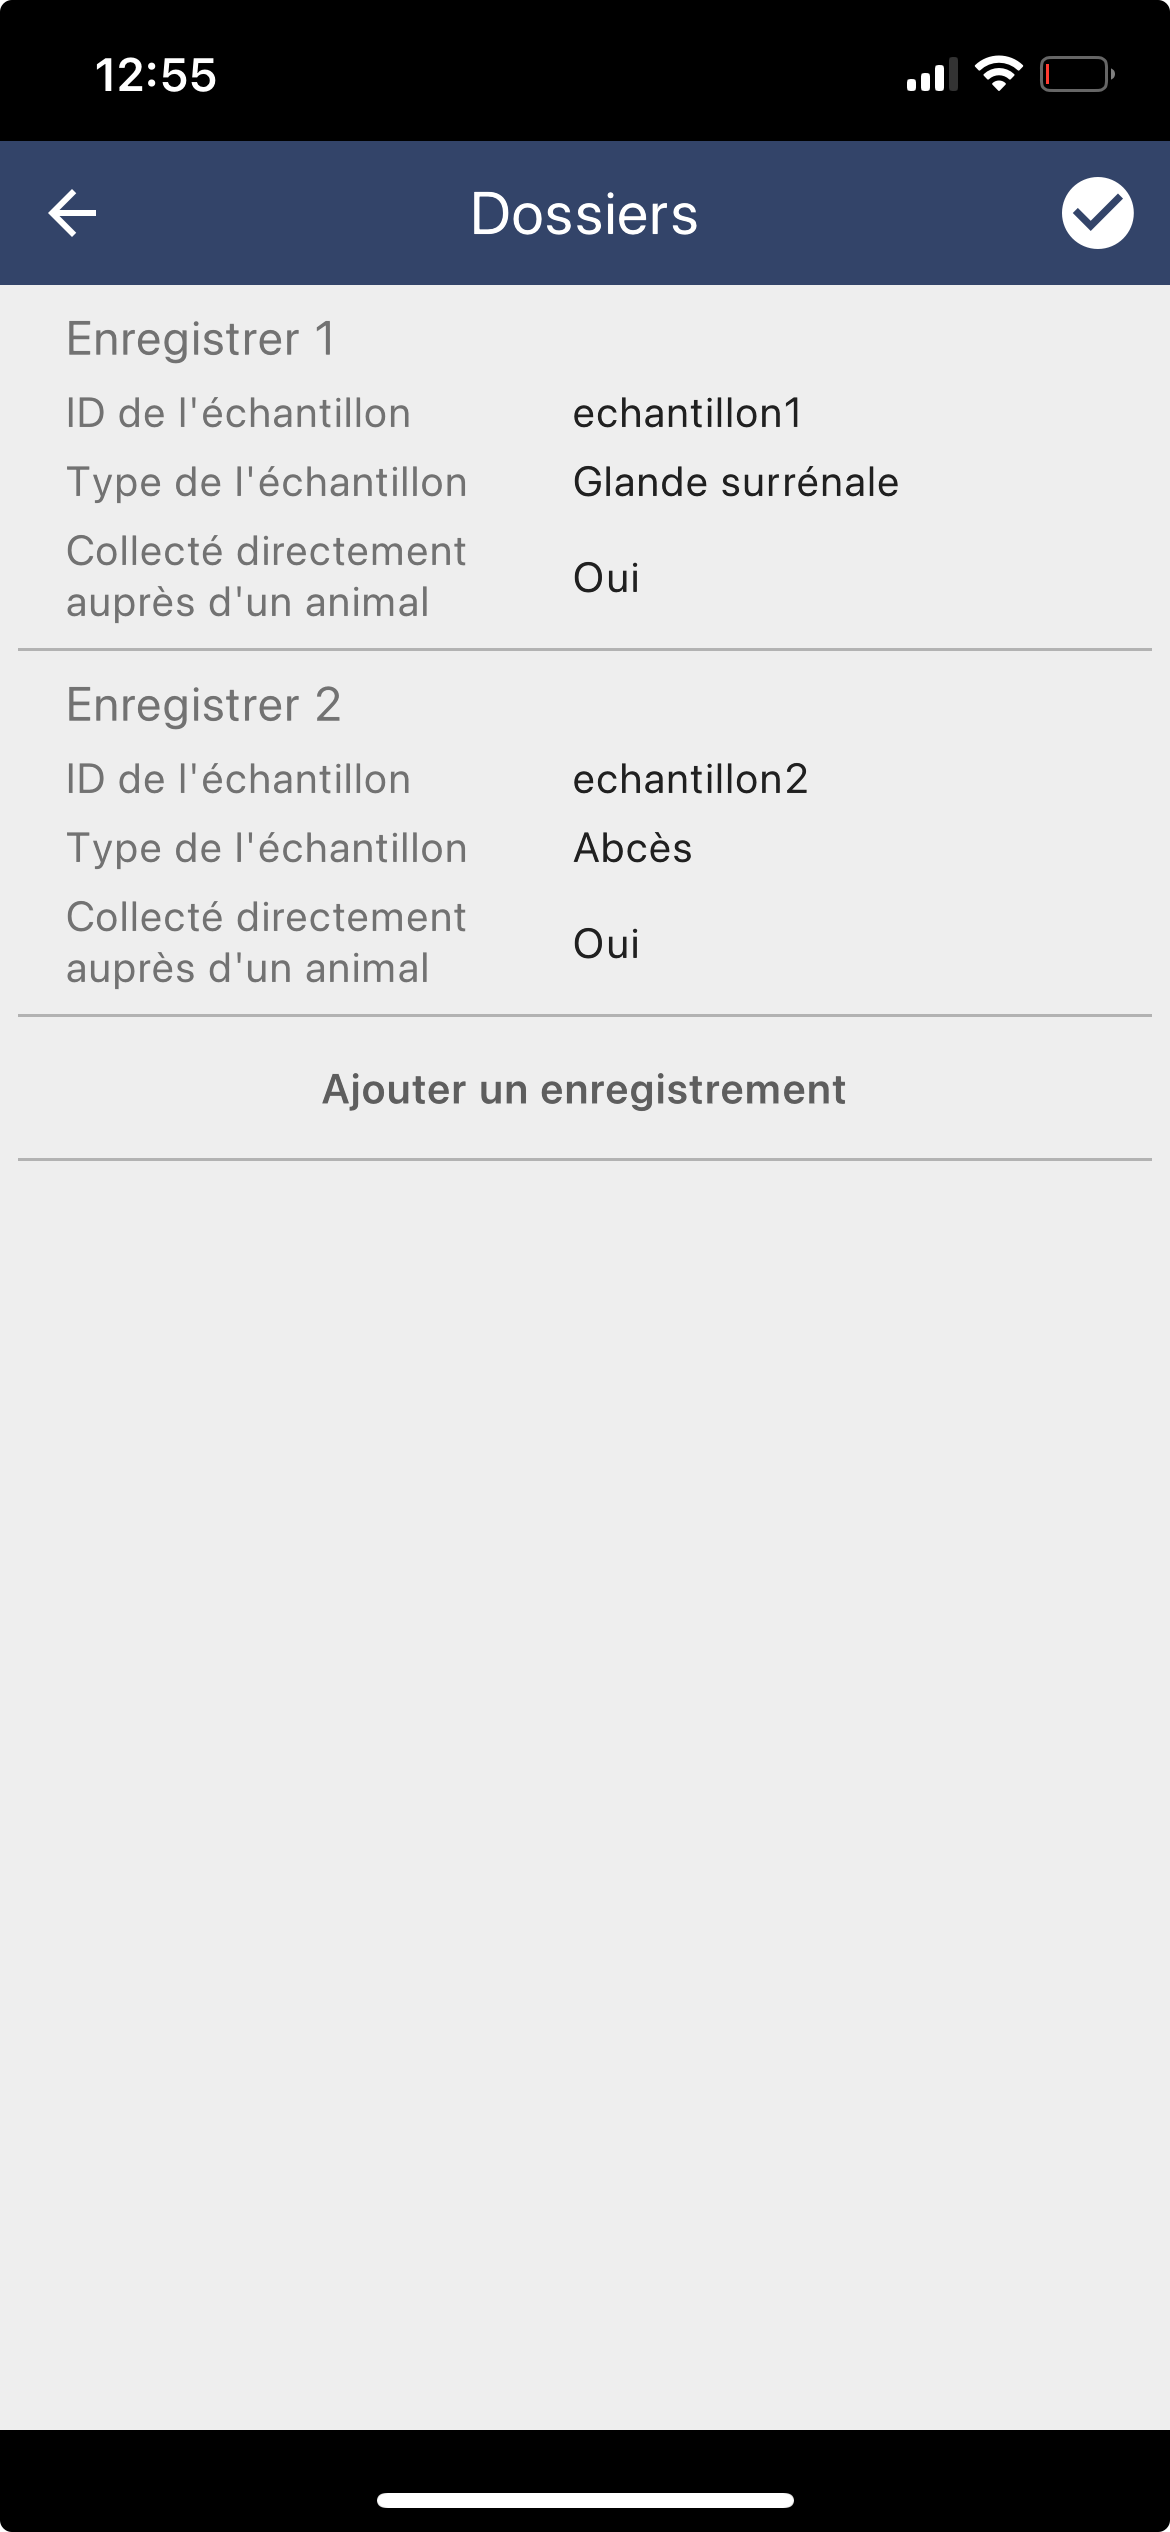 12:55
Dossiers
Enregistrer 1
ID de l'échantillon echantillon1
Type de l'échantillon Glande surrénale
Collecté directement
auprès d'un animal Oui
Enregistrer 2
ID de l'échantillon echantillon2
Type de l'échantillon Abcès
Collecté directement
auprès d'un animal Oui
Ajouter un enregistrement